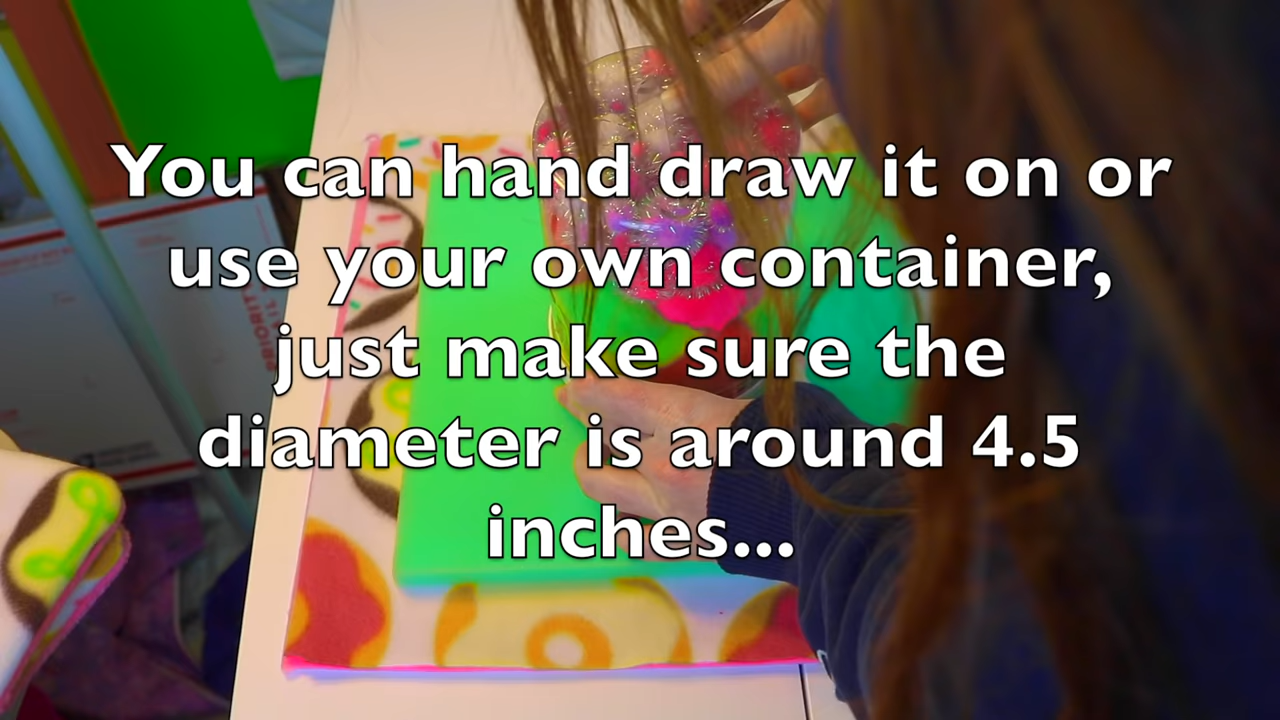 You can hand draw it on or
use your own container,
just make sure the
diameter is around 4.5
inches...